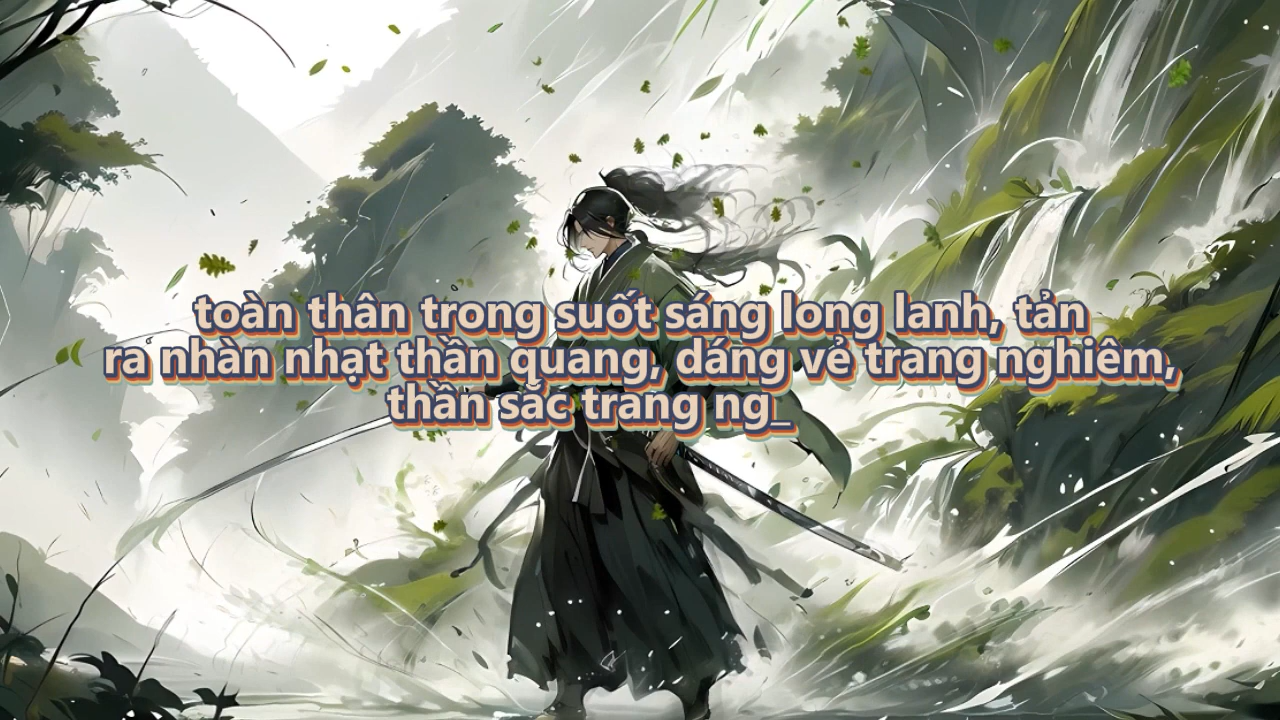 toàn thân trong suốt sáng long lanh, tản
ra nhàn nhạt thần quang, dáng vẻ trang nghiêm,
thần sắc trang ng_